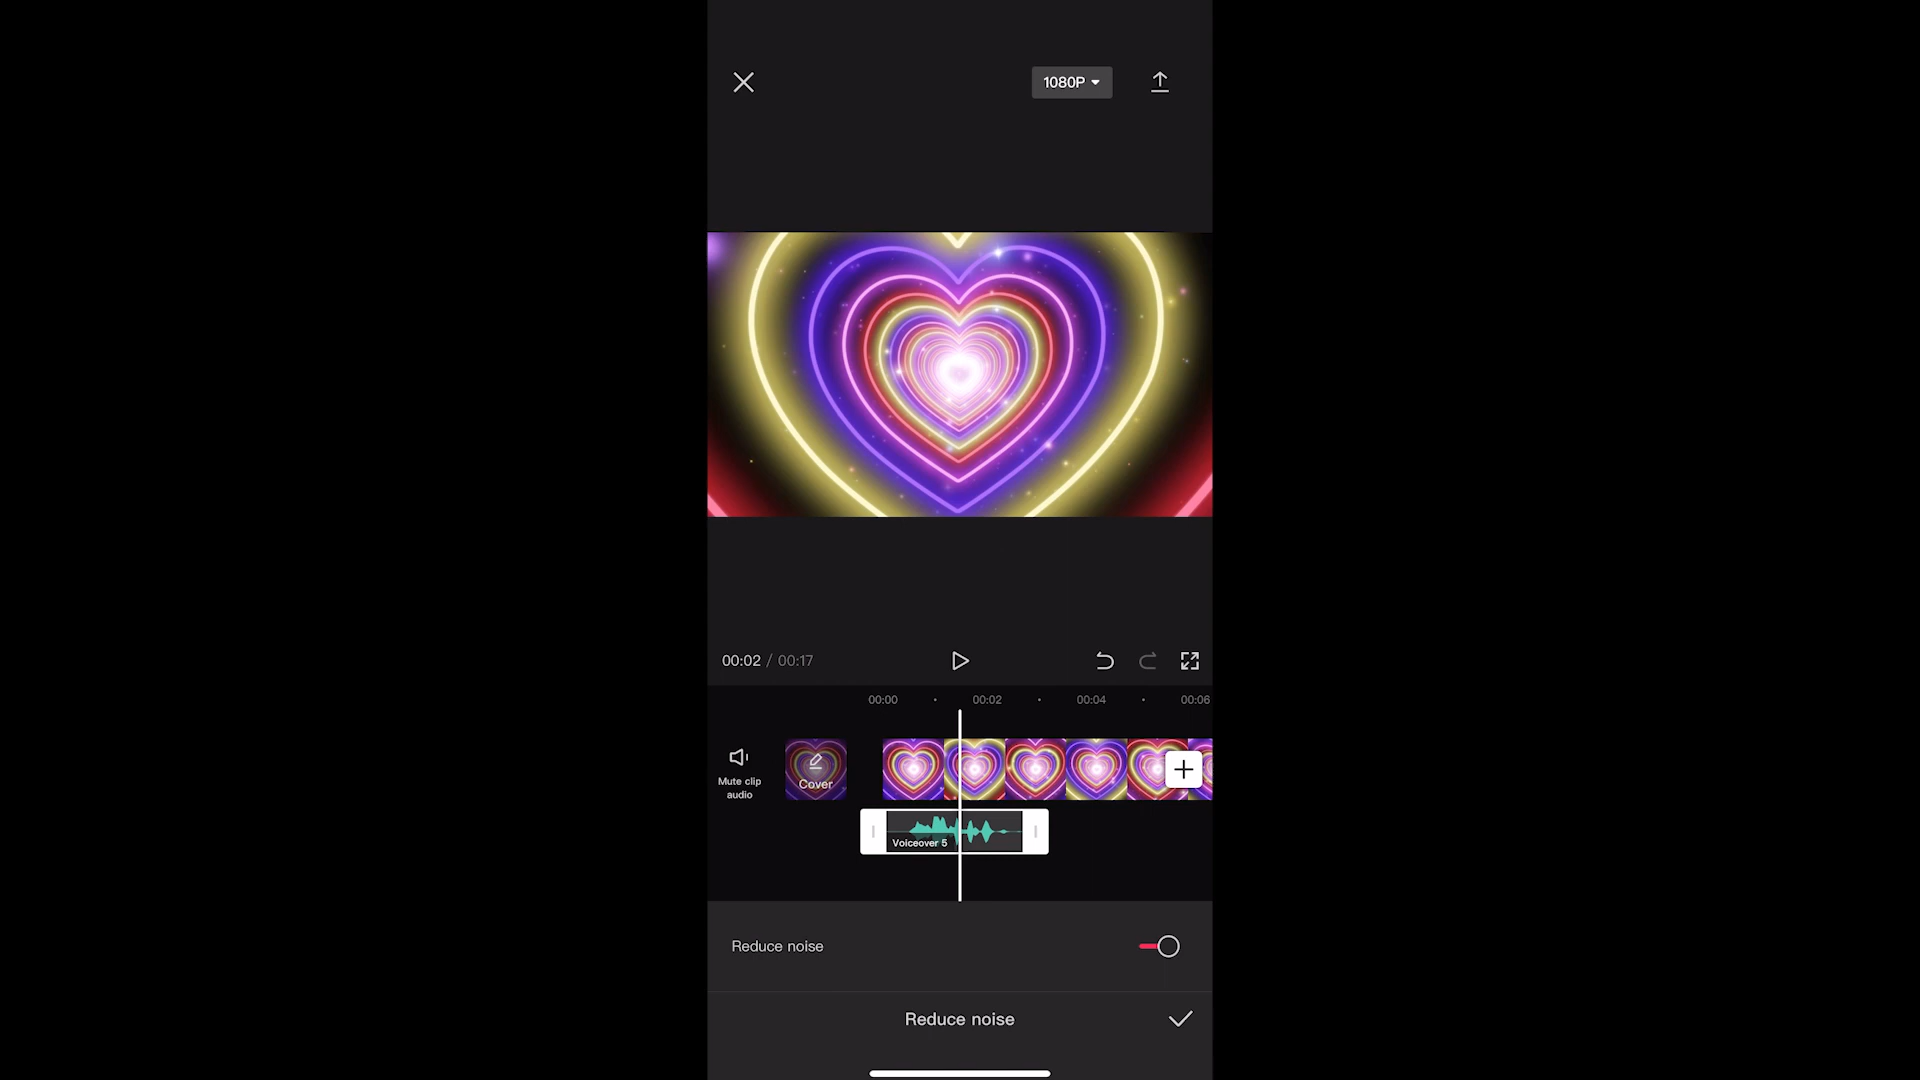 1080P
00:02 / 00:17
00:00 00:02 00:04 00:06
Mute clip
audio
Cover
Voiceover 5
Reduce noise
Reduce noise